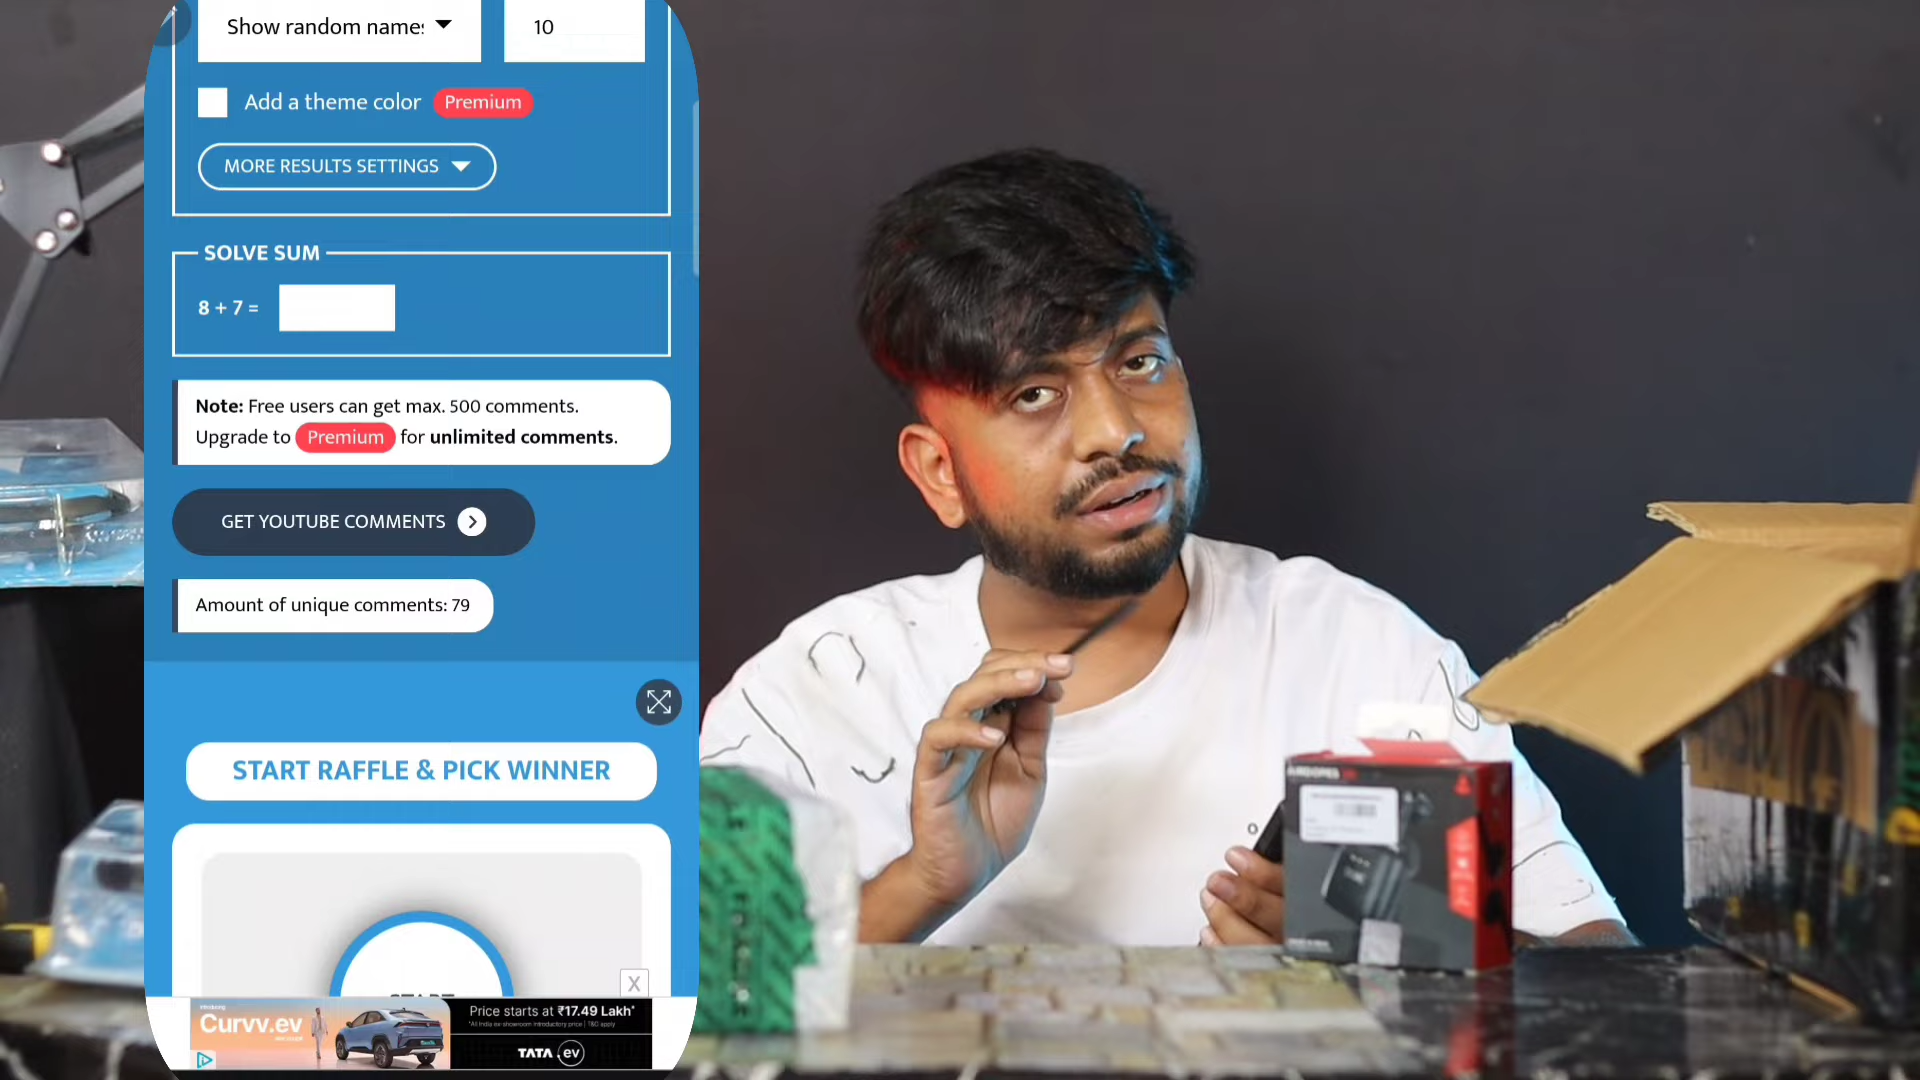 Show random name
10
Add a theme color Premium
MORE RESULTS SETTINGS
SOLVE SUM
8 + 7 =
Note: Free users can get max. 500 comments.
Upgrade to Premium for unlimited comments.
GET YOUTUBE COMMENTS
Amount of unique comments: 79
START RAFFLE & PICK WINNER
START
X
Curvv.ev
Price starts at ₹17.49 Lakh*
TATA.ev